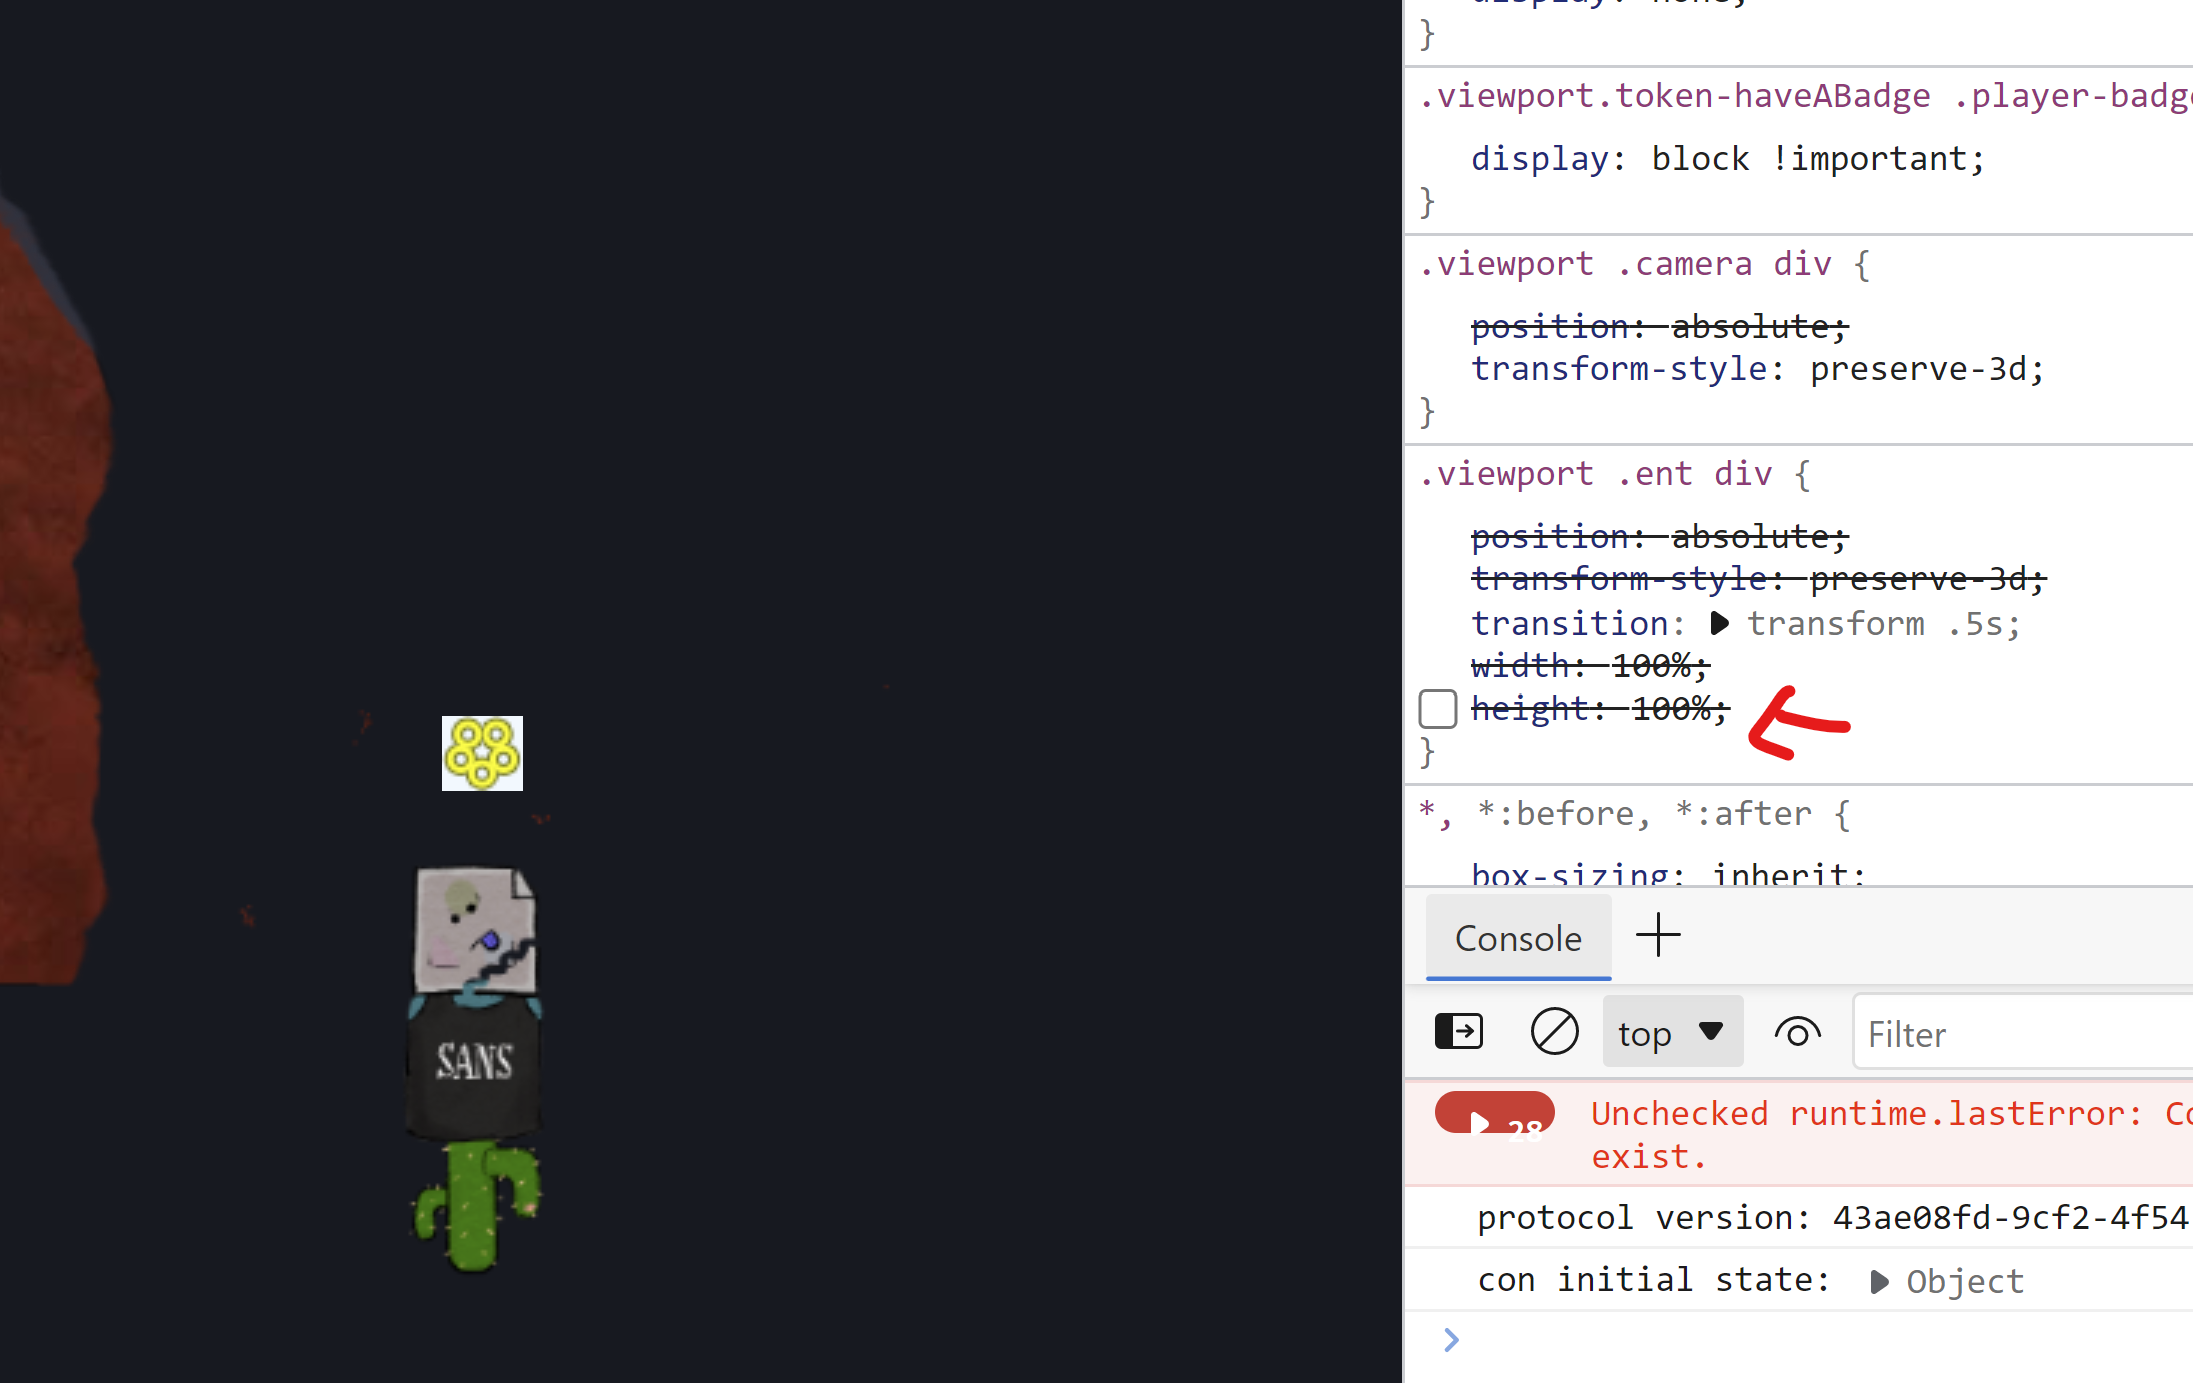 }
.viewport.token-haveABadge .player-badge
display: block !important;
}
.viewport .camera div {
position: absolute;
transform-style: preserve-3d;
}
.viewport .ent div {
position: absolute;
transform-style: preserve-3d;
transition: transform .5s;
width: 100%;
height: 100%;
}
*, *:before, *:after {
box-sizing: inherit;
SANS
Console
top
Filter
28
Unchecked runtime.lastError: Co
exist.
protocol version: 43ae08fd-9cf2-4f54
con initial state: Object